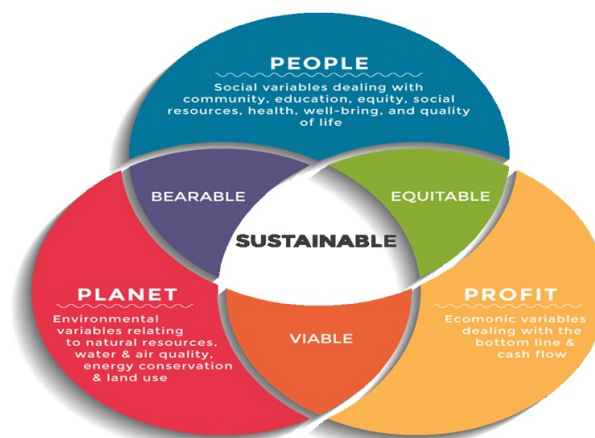 PEOPLE
Social variables dealing with
community, education, equity, social
resources, health, well-bring, and quality
of life
BEARABLE
EQUITABLE
SUSTAINABLE
PLANET
Environmental
variables relating
to natural resources,
water & air quality,
energy conservation
& land use
VIABLE
PROFIT
Ecomonic variables
dealing with the
bottom line &
cash flow